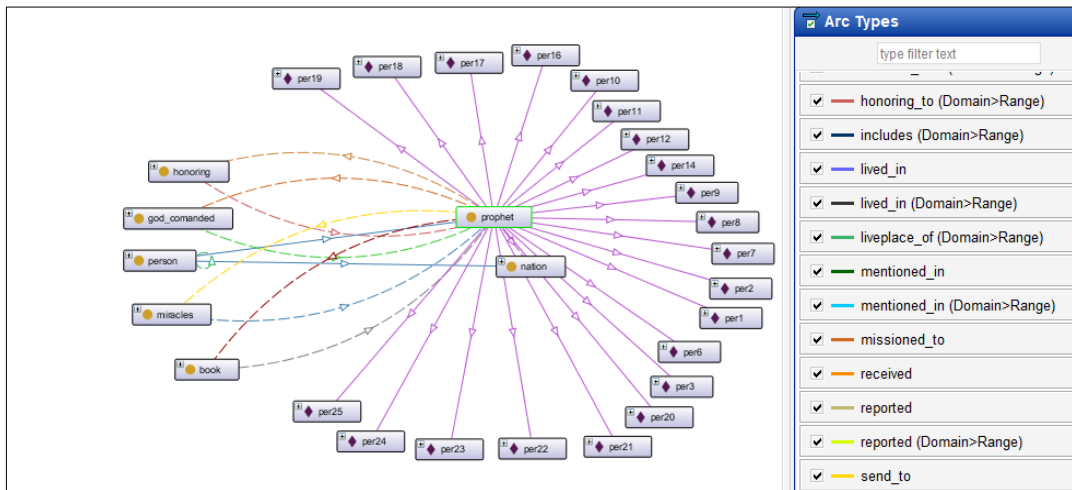 per19
per18
per17
per16
per10
per11
per12
per14
per9
per8
per7
per2
per1
per6
per3
per20
per21
per22
per23
per24
per25
honoring
god_comanded
person
miracles
book
prophet
nation
Arc Types
type filter text
honoring_to (Domain>Range)
includes (Domain>Range)
lived_in
lived_in (Domain>Range)
liveplace_of (Domain>Range)
mentioned_in
mentioned_in (Domain>Range)
missioned_to
received
reported
reported (Domain>Range)
send_to